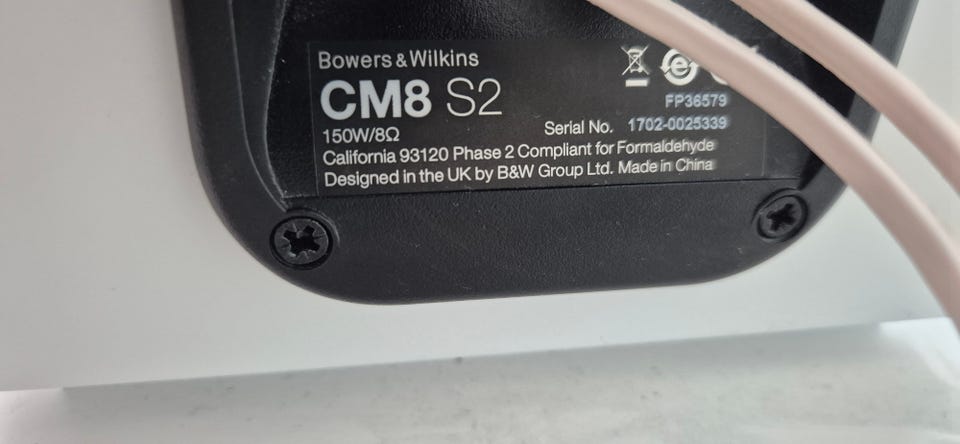 Bowers & Wilkins
CM8 S2
FP36579
150W/8Ω Serial No. 1702-0025339
California 93120 Phase 2 Compliant for Formaldehyde
Designed in the UK by B&W Group Ltd. Made in China